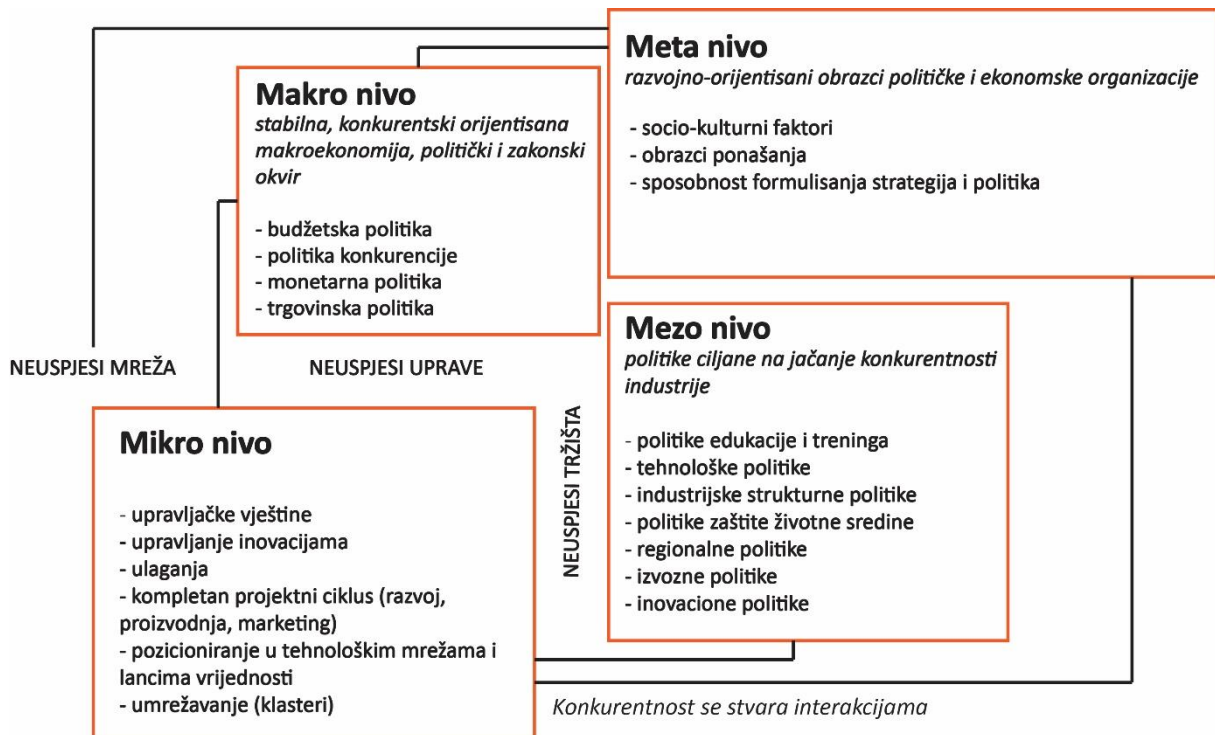 Meta nivo
razvojno-orijentisani obrazci političke i ekonomske organizacije
- socio-kulturni faktori
- obrazci ponašanja
- sposobnost formulisanja strategija i politika
Makro nivo
stabilna, konkurentski orijentisana
makroekonomija, politički i zakonski
okvir
- budžetska politika
- politika konkurencije
- monetarna politika
- trgovinska politika
Mezo nivo
politike ciljane na jačanje konkurentnosti
industrije
- politike edukacije i treninga
- tehnološke politike
- industrijske strukturne politike
- politike zaštite životne sredine
- regionalne politike
- izvozne politike
- inovacione politike
NEUSPJESI MREŽA
NEUSPJESI UPRAVE
NEUSPJESI TRŽIŠTA
Mikro nivo
- upravljačke vještine
- upravljanje inovacijama
- ulaganja
- kompletan projektni ciklus (razvoj,
proizvodnja, marketing)
- pozicioniranje u tehnološkim mrežama i
lancima vrijednosti
- umrežavanje (klasteri)
Konkurentnost se stvara interakcijama